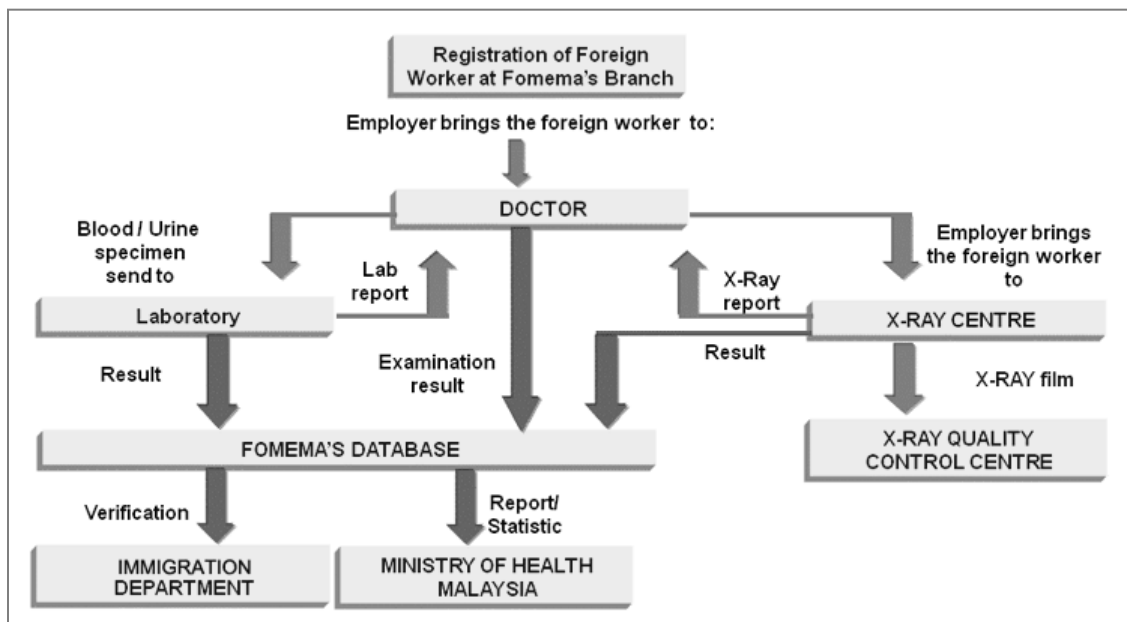 Registration of Foreign
Worker at Fomema's Branch
Employer brings the foreign worker to:
DOCTOR
Blood / Urine
specimen
send to
Lab
report
X-Ray
report
Employer brings
the foreign worker
to
Laboratory
X-RAY CENTRE
Result
Examination
result
Result
X-RAY film
FOMEMA'S DATABASE
X-RAY QUALITY
CONTROL CENTRE
Verification
Report/
Statistic
IMMIGRATION
DEPARTMENT
MINISTRY OF HEALTH
MALAYSIA